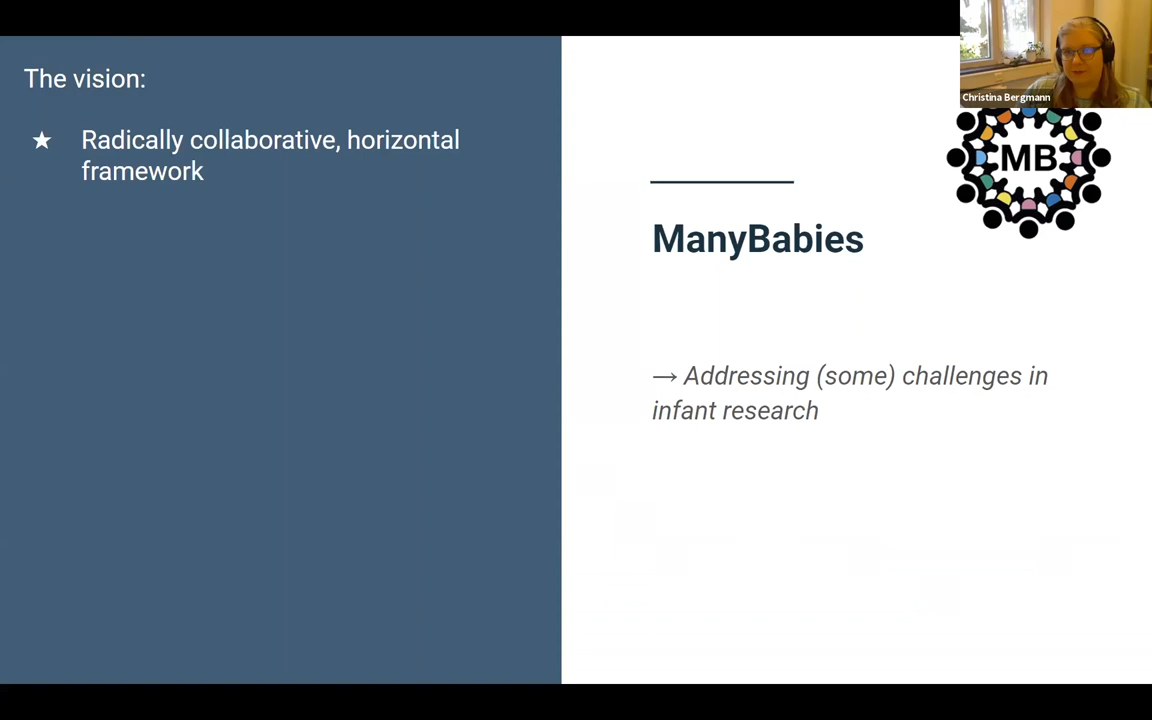 The vision:
★ Radically collaborative, horizontal
framework
Christina Bergmann
MB
ManyBabies
→ Addressing (some) challenges in
infant research